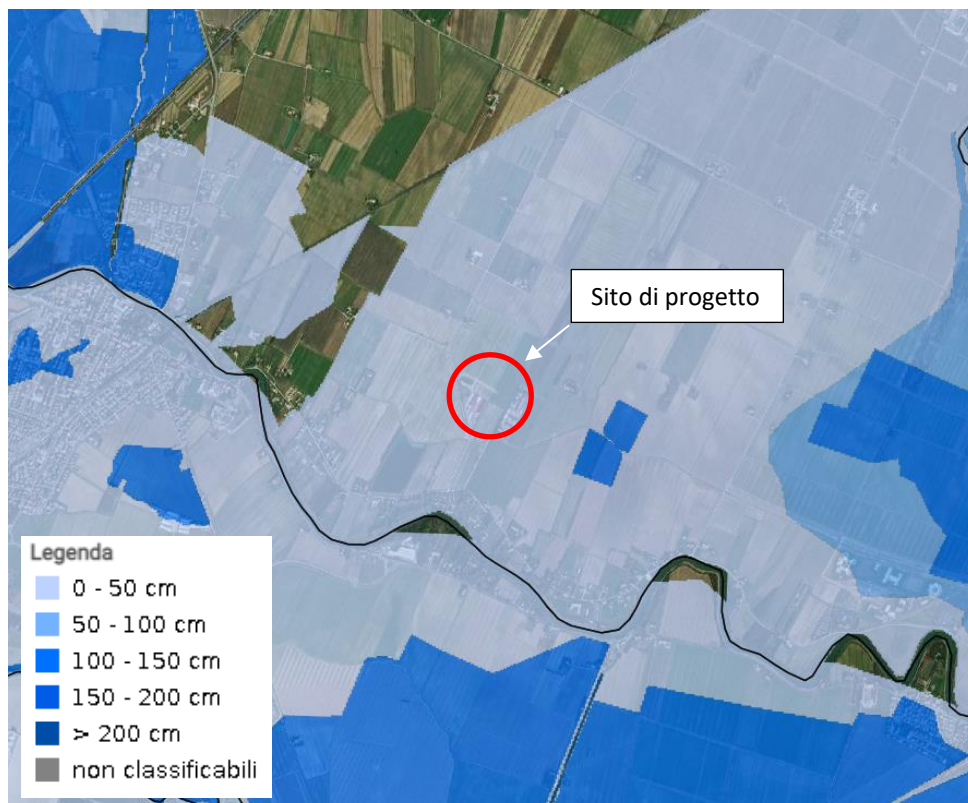 Sito di progetto
Legenda
0 - 50 cm
50 - 100 cm
100 - 150 cm
150 - 200 cm
> 200 cm
non classificabili